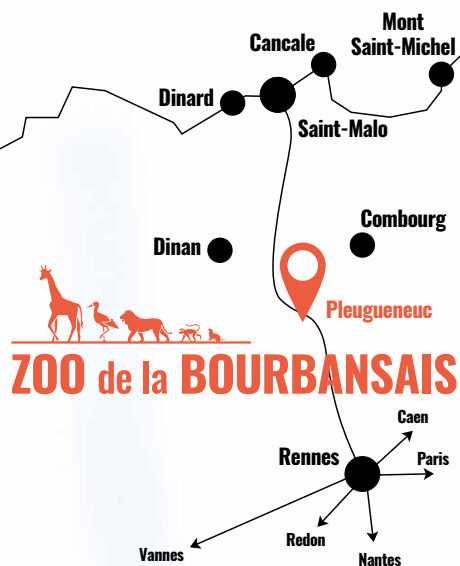 Mont
Saint-Michel
Cancale
Dinard
Saint-Malo
Combourg
Dinan
Pleugueneuc
ZOO de la BOURBANSAIS
Caen
Rennes
Paris
Redon
Vannes
Nantes